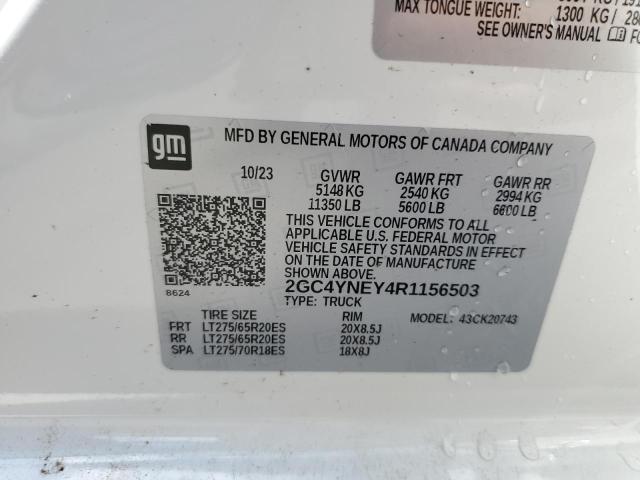 MAX TONGUE WEIGHT: 1300 KG/
SEE OWNER'S MANUAL
gm
MFD BY GENERAL MOTORS OF CANADA COMPANY
10/23 GVWR GAWR FRT GAWR RR
5148 KG 2540 KG 2994 KG
11350 LB 5600 LB 6600 LB
THIS VEHICLE CONFORMS TO ALL
APPLICABLE U.S. FEDERAL MOTOR
VEHICLE SAFETY STANDARDS IN EFFECT
ON THE DATE OF MANUFACTURE
SHOWN ABOVE.
8624
2GC4YNEY4R1156503
TYPE: TRUCK
MODEL: 43CK20743
TIRE SIZE RIM
FRT LT275/65R20ES 20X8.5J
RR LT275/65R20ES 20X8.5J
SPA LT275/70R18ES 18X8J